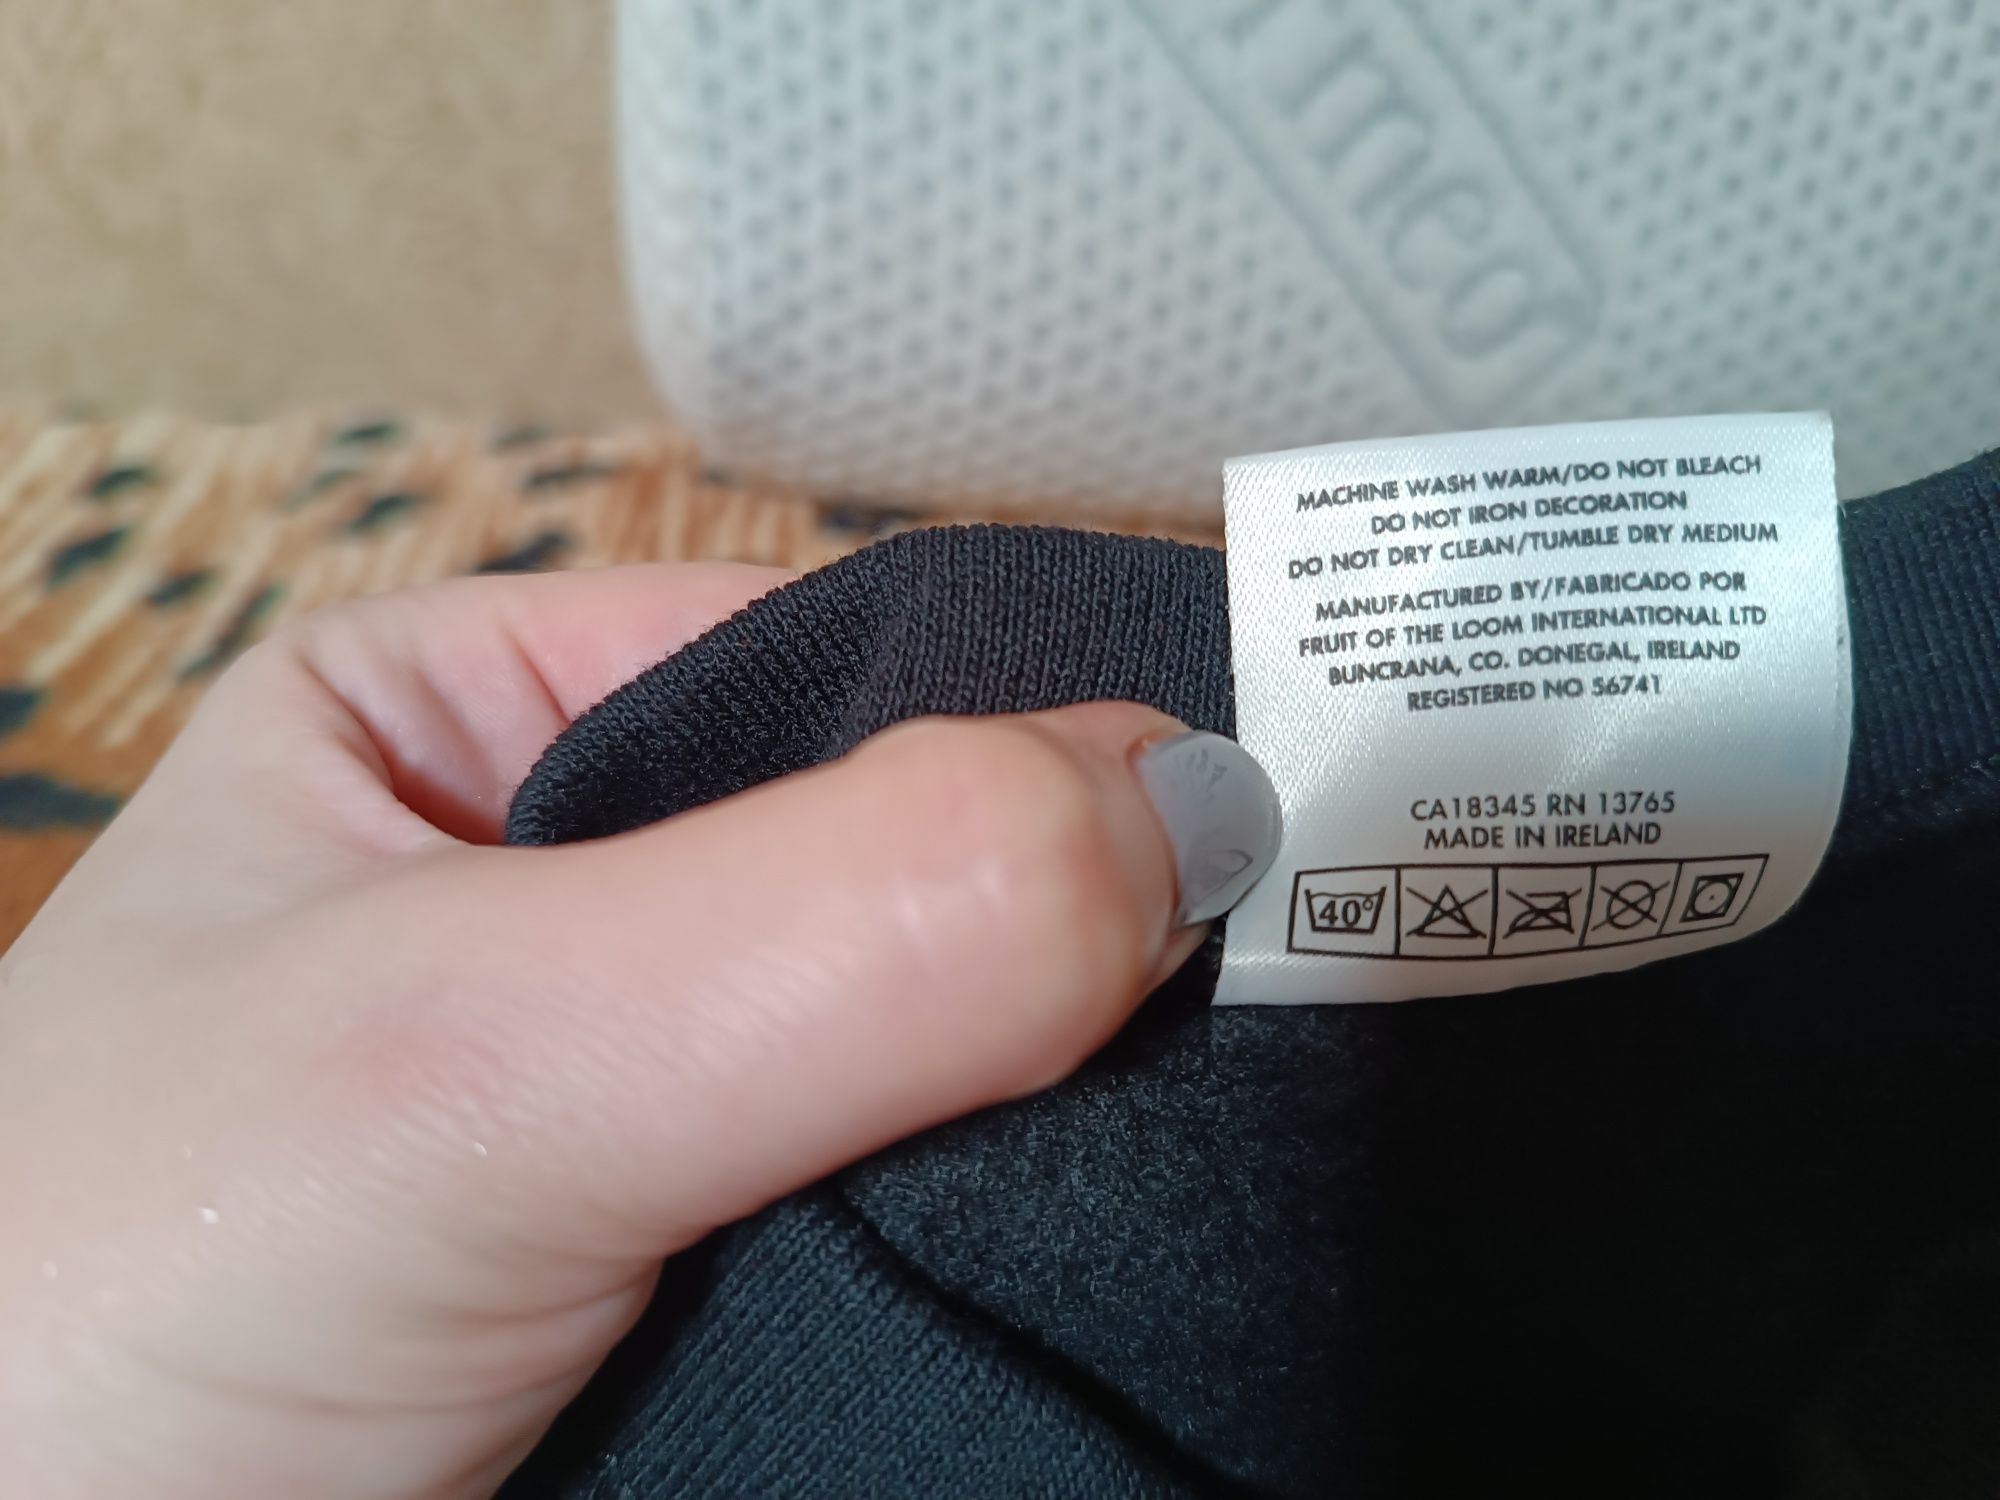 MACHINE WASH WARM/DO NOT BLEACH
DO NOT IRON DECORATION
DO NOT DRY CLEAN/TUMBLE DRY MEDIUM
MANUFACTURED BY/FABRICADO POR
FRUIT OF THE LOOM INTERNATIONAL LTD
BUNCRANA, CO. DONEGAL, IRELAND
REGISTERED NO 56741
CA18345 RN 13765
MADE IN IRELAND
40°